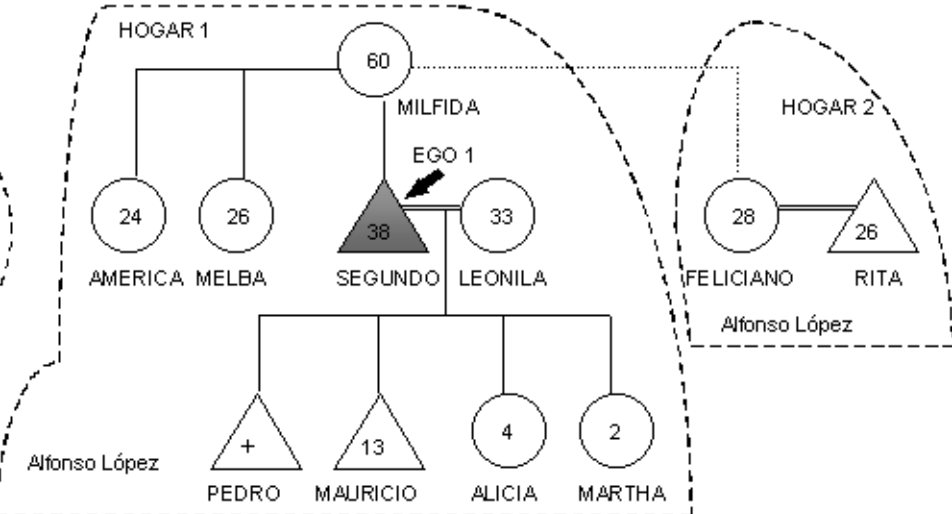 HOGAR 1
60
MILFIDA
HOGAR 2
EGO 1
24
26
38
33
28
26
AMERICA
MELBA
SEGUNDO
LEONILA
FELICIANO
RITA
Alfonso López
+
13
4
2
Alfonso López
PEDRO
MAURICIO
ALICIA
MARTHA